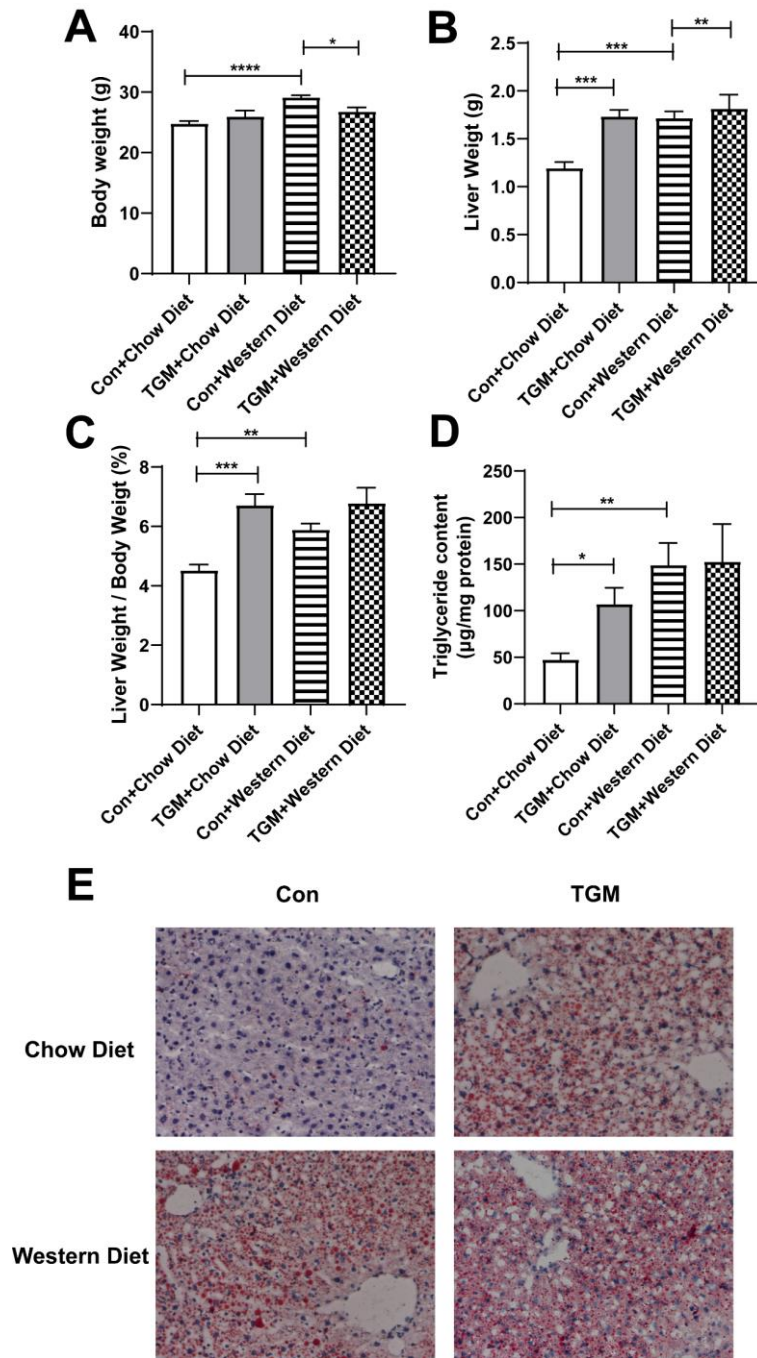 A
Body weight (g)
40
30
20
10
0
****
*
Con+Chow Diet
TGM+Chow Diet
Con+Western Diet
TGM+Western Diet
B
Liver Weigt (g)
2.5
2.0
1.5
1.0
0.5
0.0
***
***
**
Con+Chow Diet
TGM+Chow Diet
Con+Western Diet
TGM+Western Diet
C
Liver Weight / Body Weigt (%)
8
6
4
2
0
**
***
Con+Chow Diet
TGM+Chow Diet
Con+Western Diet
TGM+Western Diet
D
Triglyceride content
(μg/mg protein)
250
200
150
100
50
0
**
*
Con+Chow Diet
TGM+Chow Diet
Con+Western Diet
TGM+Western Diet
E
Con
TGM
Chow Diet
Western Diet